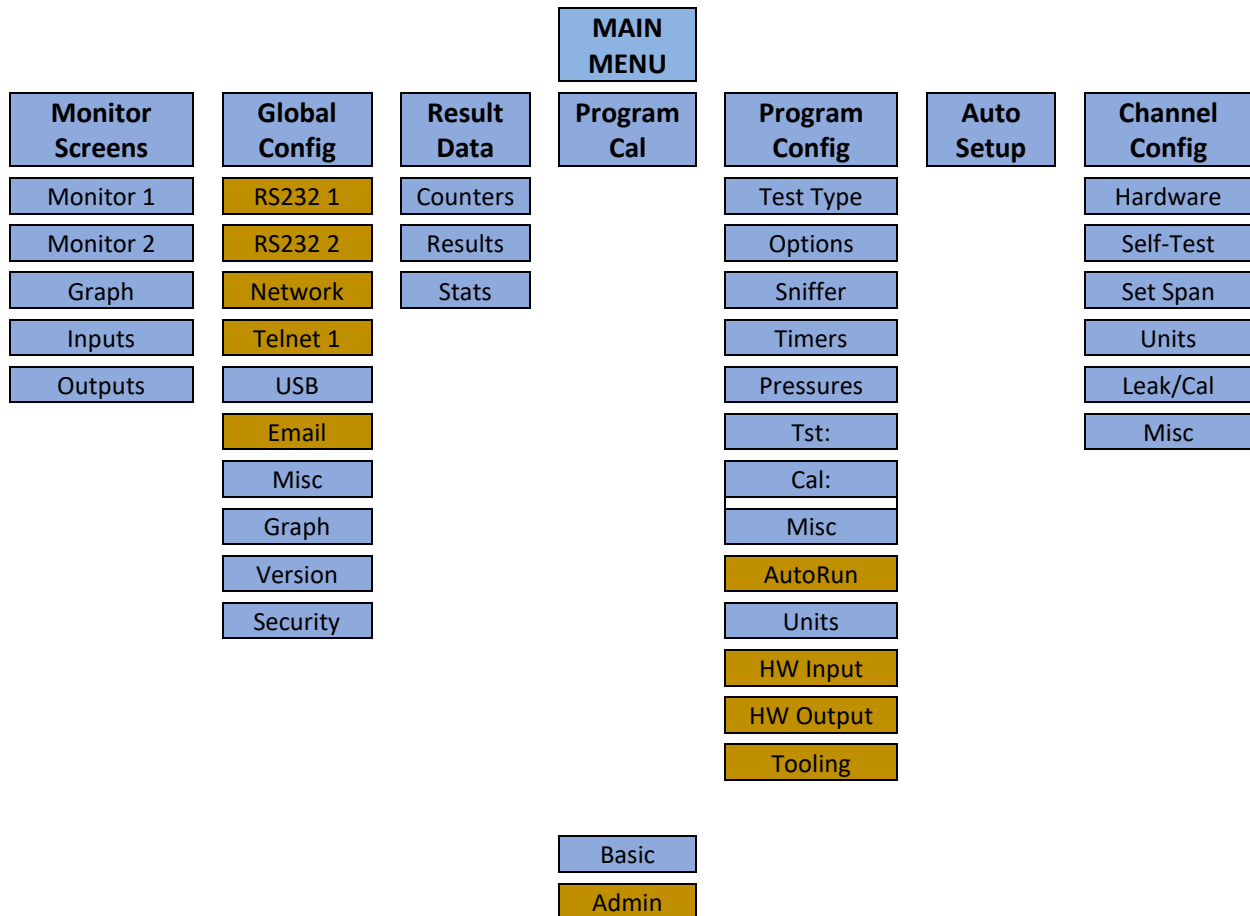 MAIN
MENU
Monitor
Screens
Global
Config
Result
Data
Program
Cal
Program
Config
Auto
Setup
Channel
Config
Monitor 1
RS232 1
Counters
Test Type
Hardware
Monitor 2
RS232 2
Results
Options
Self-Test
Graph
Network
Stats
Sniffer
Set Span
Inputs
Telnet 1
Timers
Units
Outputs
USB
Pressures
Leak/Cal
Email
Tst:
Misc
Misc
Cal:
Graph
Misc
Version
AutoRun
Security
Units
HW Input
HW Output
Tooling
Basic
Admin